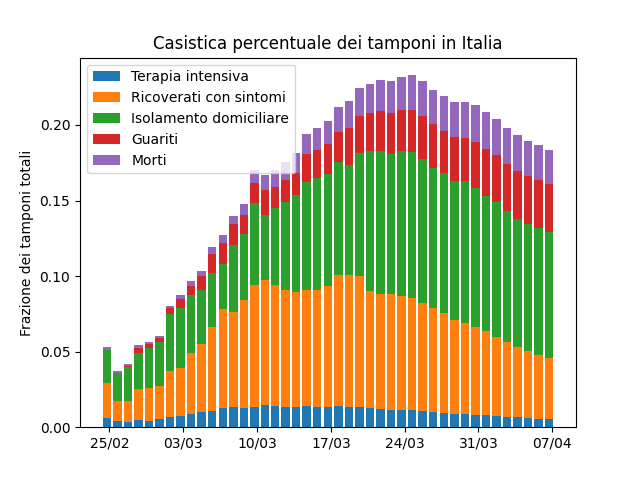 Casistica percentuale dei tamponi in Italia
Terapia intensiva
Ricoverati con sintomi
Isolamento domiciliare
Guariti
Morti
Frazione dei tamponi totali
0.20
0.15
0.10
0.05
0.00
25/02 03/03 10/03 17/03 24/03 31/03 07/04